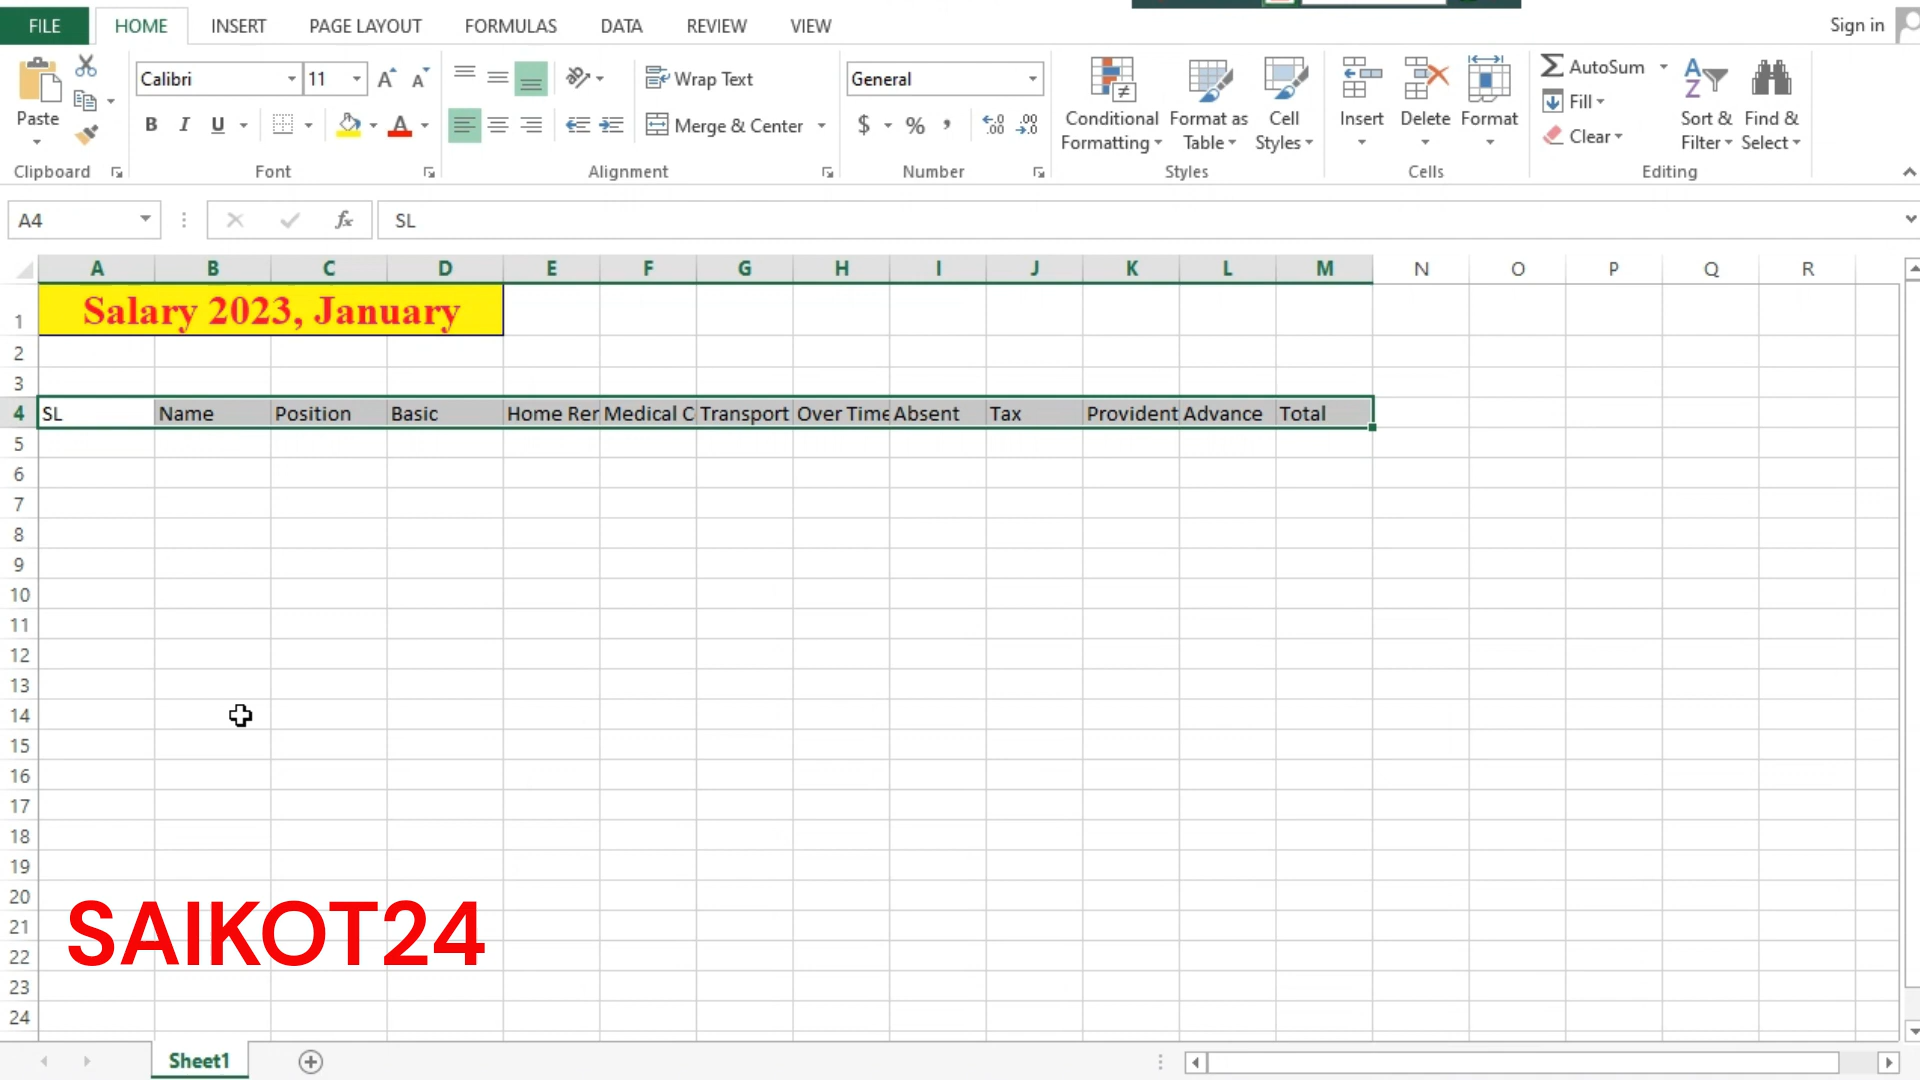 FILE HOME INSERT PAGE LAYOUT FORMULAS DATA REVIEW VIEW Sign in
Calibri 11 Wrap Text General AutoSum
Paste Conditional Format as Cell Insert Delete Format Fill Sort & Find &
B I U Merge & Center $ % , Formatting Table Styles Clear Filter Select
Clipboard Font Alignment Number Styles Cells Editing
A4 fx SL
A B C D E F G H I J K L M N O P Q R
1 Salary 2023, January
2
3
4 SL Name Position Basic Home Ren Medical C Transport Over Time Absent Tax Provident Advance Total
5
6
7
8
9
10
11
12
13
14
15
16
17
18
19
20
21
22
23
24
SAIKOT24
Sheet1